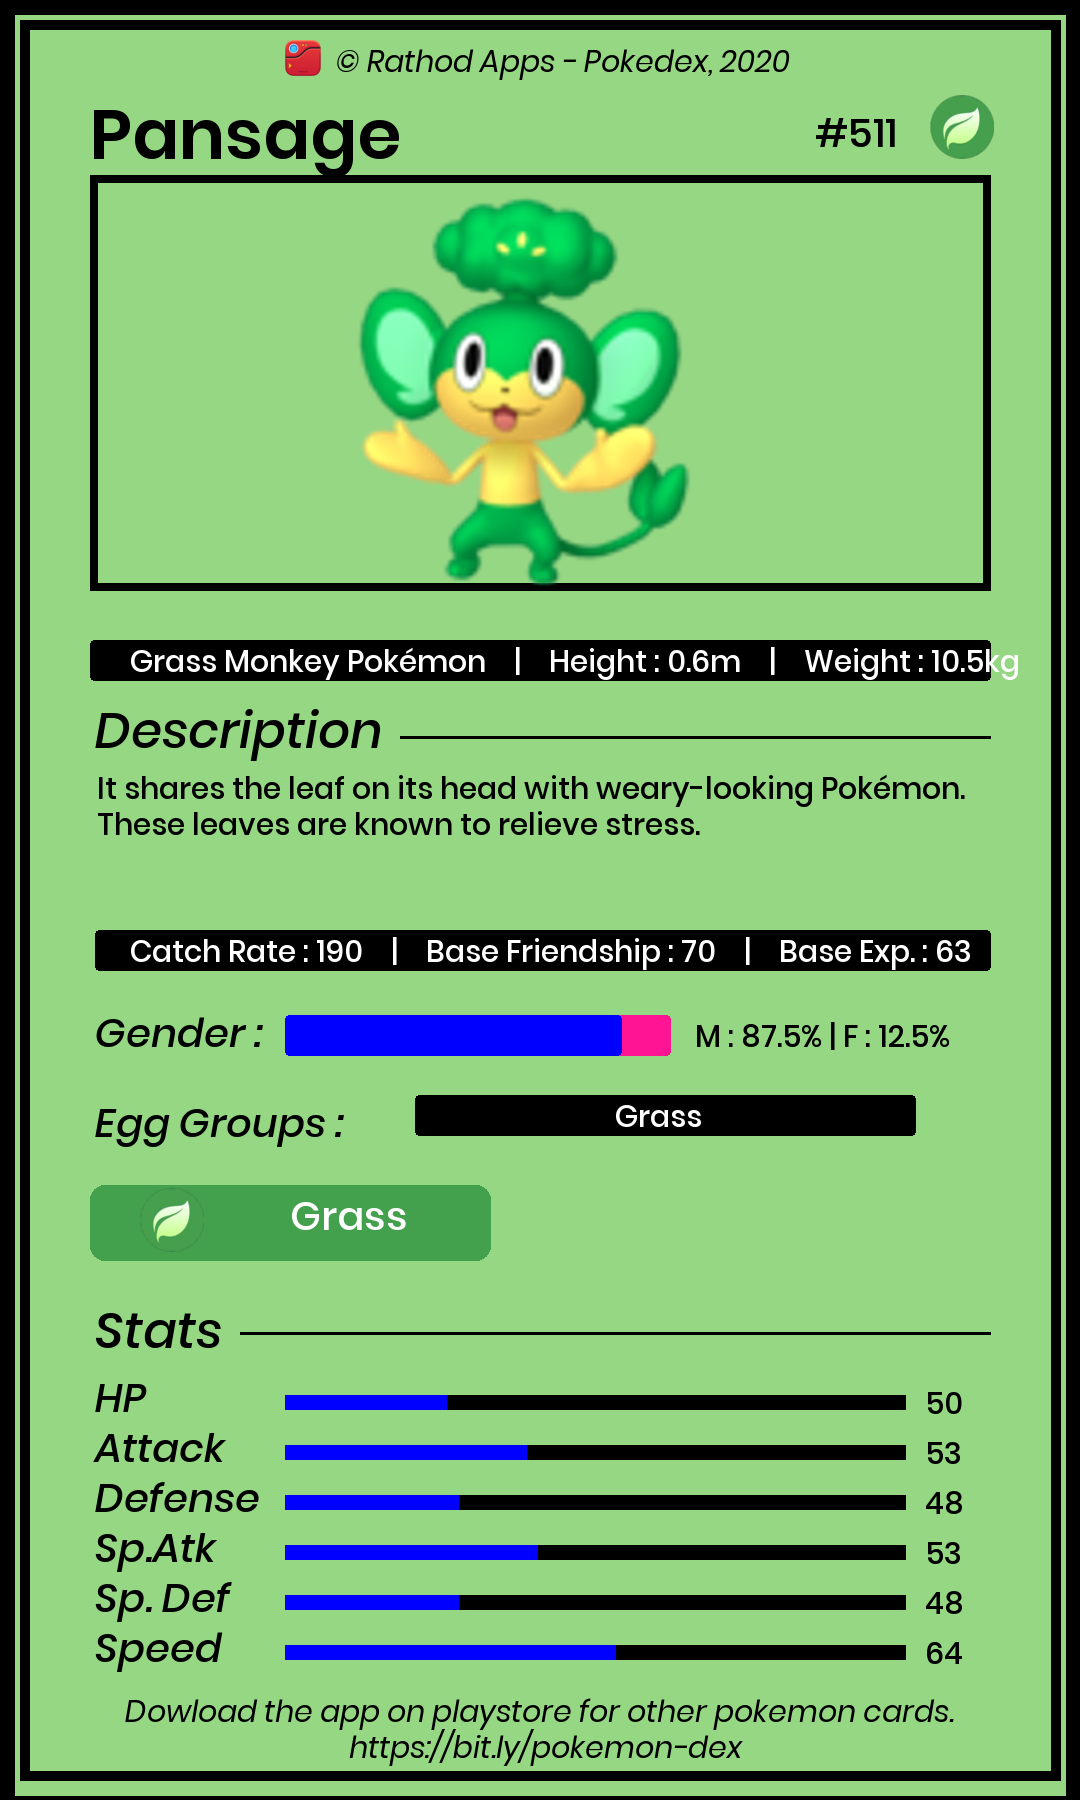 © Rathod Apps - Pokedex, 2020
Pansage #511
Grass Monkey Pokémon | Height : 0.6m | Weight : 10.5kg
Description
It shares the leaf on its head with weary-looking Pokémon.
These leaves are known to relieve stress.
Catch Rate : 190 | Base Friendship : 70 | Base Exp. : 63
Gender : M : 87.5% | F : 12.5%
Egg Groups : Grass
Grass
Stats
HP 50
Attack 53
Defense 48
Sp.Atk 53
Sp. Def 48
Speed 64
Dowload the app on playstore for other pokemon cards.
https://bit.ly/pokemon-dex